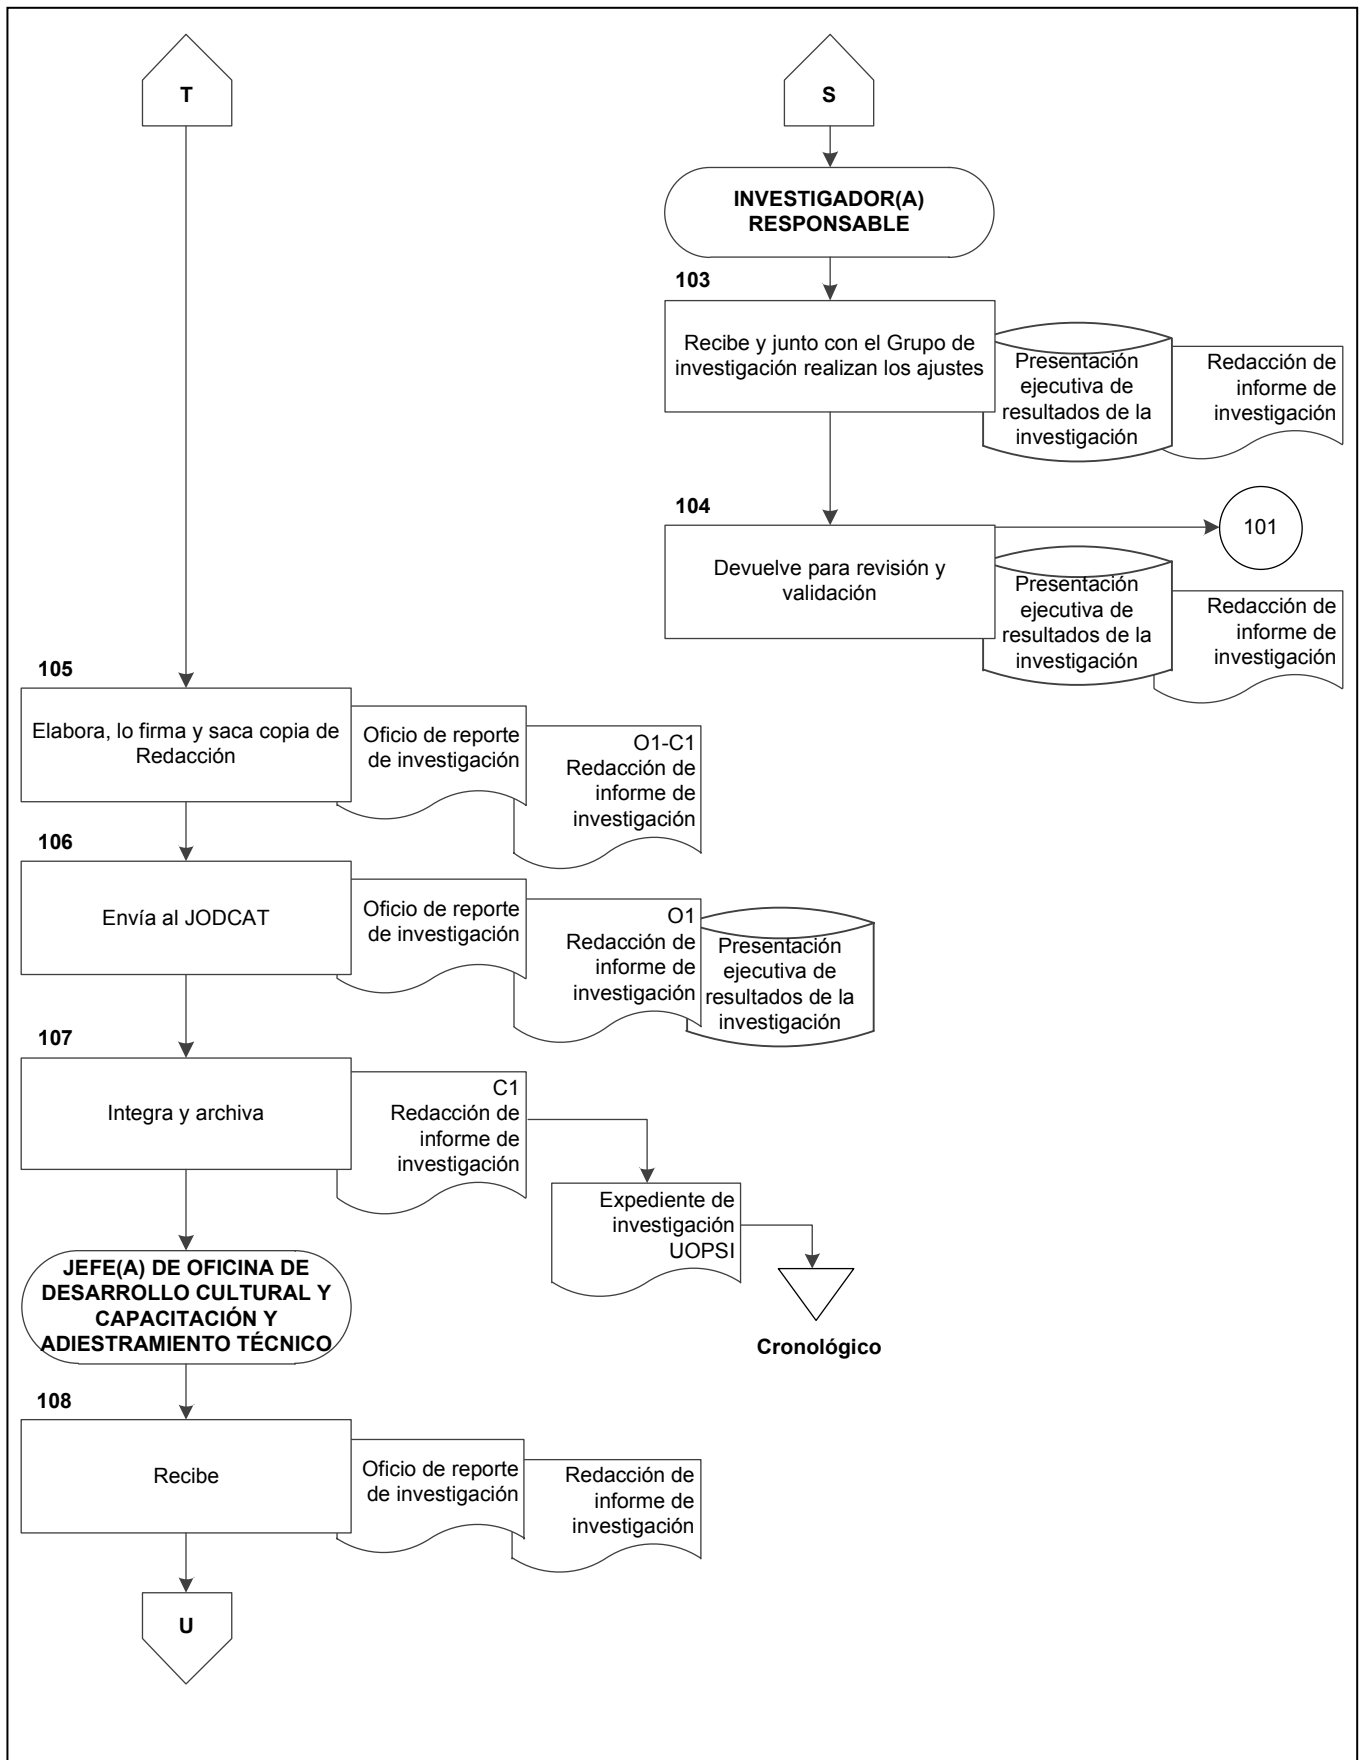 T
S
INVESTIGADOR(A)
RESPONSABLE
103
Recibe y junto con el Grupo de
investigación realizan los ajustes
Presentación
ejecutiva de
resultados de la
investigación
Redacción de
informe de
investigación
104
Devuelve para revisión y
validación
101
Presentación
ejecutiva de
resultados de la
investigación
Redacción de
informe de
investigación
105
Elabora, lo firma y saca copia de
Redacción
Oficio de reporte
de investigación
O1-C1
Redacción de
informe de
investigación
106
Envía al JODCAT
Oficio de reporte
de investigación
O1
Redacción de
informe de
investigación
Presentación
ejecutiva de
resultados de la
investigación
107
Integra y archiva
C1
Redacción de
informe de
investigación
Expediente de
investigación
UOPSI
Cronológico
JEFE(A) DE OFICINA DE
DESARROLLO CULTURAL Y
CAPACITACIÓN Y
ADIESTRAMIENTO TÉCNICO
108
Recibe
Oficio de reporte
de investigación
Redacción de
informe de
investigación
U